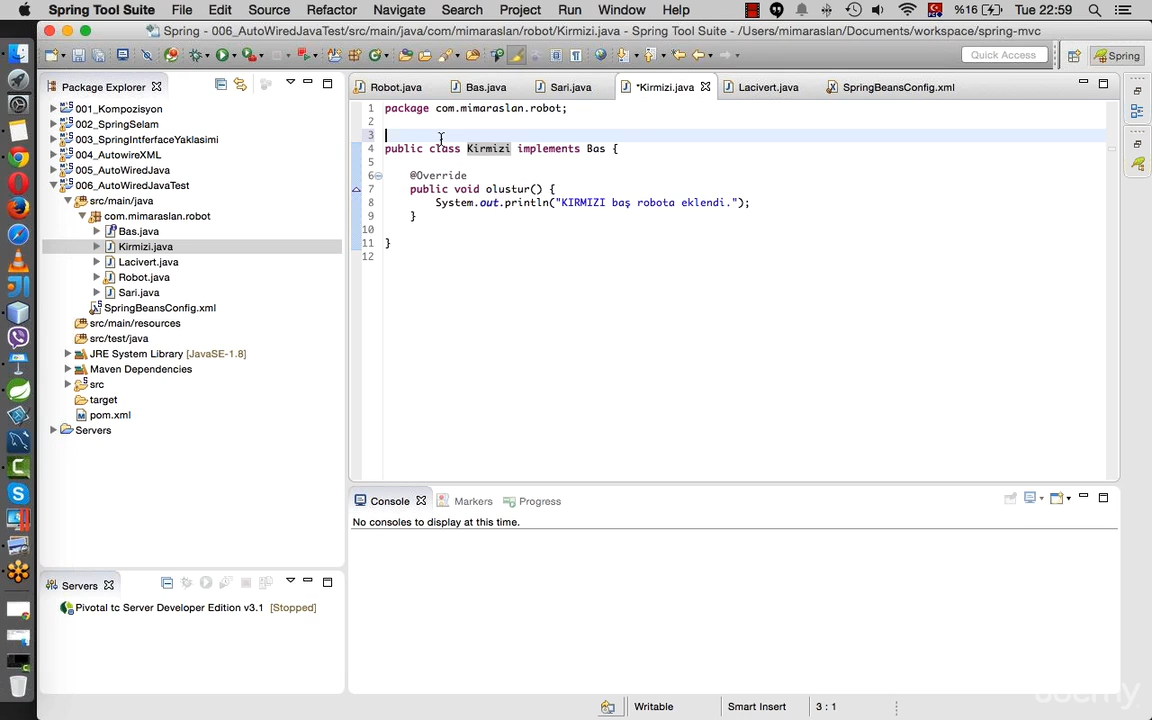 Spring Tool Suite File Edit Source Refactor Navigate Search Project Run Window Help %16 Tue 22:59
Spring - 006_AutoWiredJavaTest/src/main/java/com/mimaraslan/robot/Kirmizi.java - Spring Tool Suite - /Users/mimaraslan/Documents/workspace/spring-mvc
Quick Access Spring
Package Explorer
001_Kompozisyon
002_SpringSelam
003_SpringIntferfaceYaklasimi
004_AutowireXML
005_AutoWiredJava
006_AutoWiredJavaTest
src/main/java
com.mimaraslan.robot
Bas.java
Kirmizi.java
Lacivert.java
Robot.java
Sari.java
SpringBeansConfig.xml
src/main/resources
src/test/java
JRE System Library [JavaSE-1.8]
Maven Dependencies
src
target
pom.xml
Servers
Robot.java Bas.java Sari.java *Kirmizi.java Lacivert.java SpringBeansConfig.xml
1 package com.mimaraslan.robot;
2
3
4 public class Kirmizi implements Bas {
5
6 @Override
7 public void olustur() {
8 System.out.println("KIRMIZI baş robota eklendi.");
9 }
10
11 }
12
Console Markers Progress
No consoles to display at this time.
Servers
Pivotal tc Server Developer Edition v3.1 [Stopped]
Writable Smart Insert 3 : 1
udemy